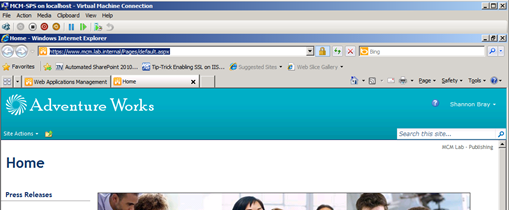 MCM-SPS on localhost - Virtual Machine Connection
File Action Media Clipboard View Help
Home - Windows Internet Explorer
https://www.mcm.lab.internal/Pages/default.aspx
Bing
Favorites Automated SharePoint 2010... Tip-Trick Enabling SSL on IIS... Suggested Sites Web Slice Gallery
Web Applications Management Home Page Safety Tools
Adventure Works
Shannon Bray
Site Actions
Search this site...
MCM Lab - Publishing
Home
Press Releases